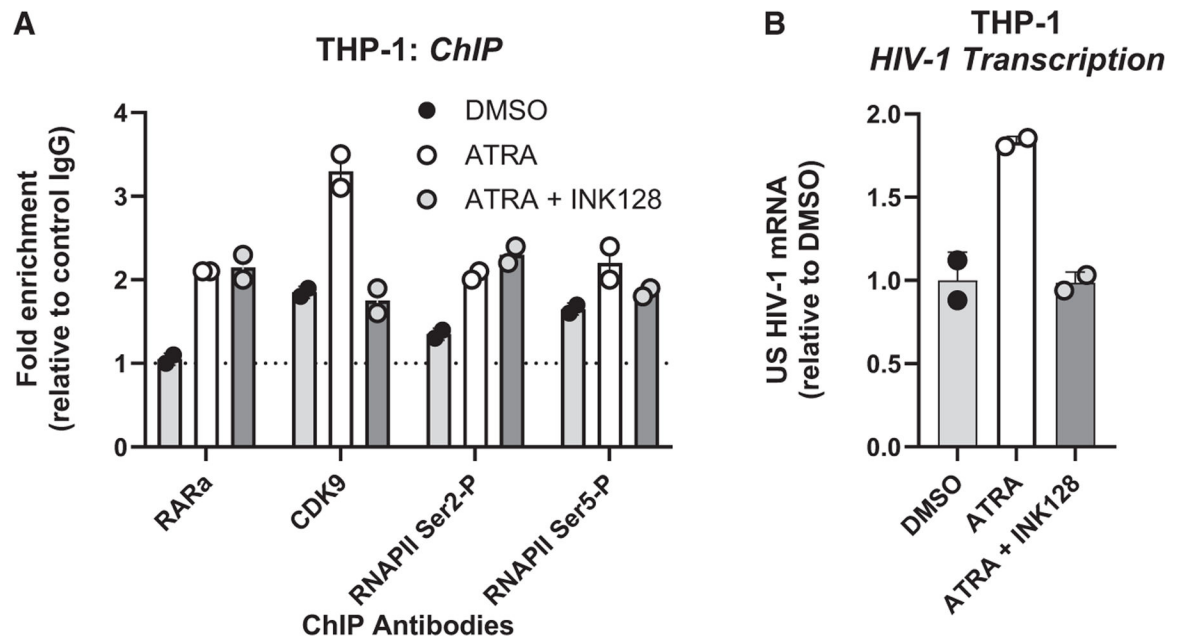 A
THP-1: ChIP
DMSO
ATRA
ATRA + INK128
Fold enrichment
(relative to control IgG)
4
3
2
1
0
RARa
CDK9
RNAPII Ser2-P
RNAPII Ser5-P
ChIP Antibodies
B
THP-1
HIV-1 Transcription
US HIV-1 mRNA
(relative to DMSO)
2.0
1.5
1.0
0.5
0.0
DMSO
ATRA
ATRA + INK128